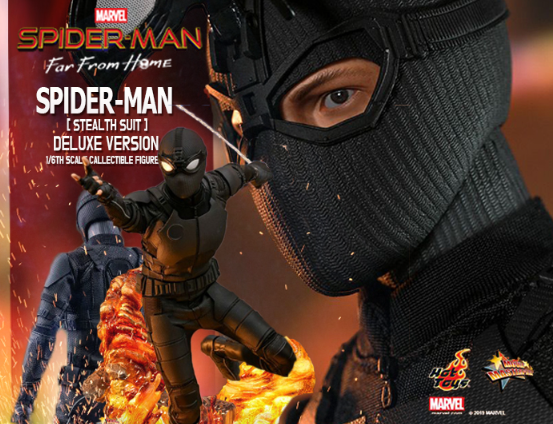 MARVEL
SPIDER-MAN
Far From Home
SPIDER-MAN
[ STEALTH SUIT ]
DELUXE VERSION
1/6TH SCALE COLLECTIBLE FIGURE
Hot Toys
Movie Masterpiece
MARVEL
© 2019 MARVEL